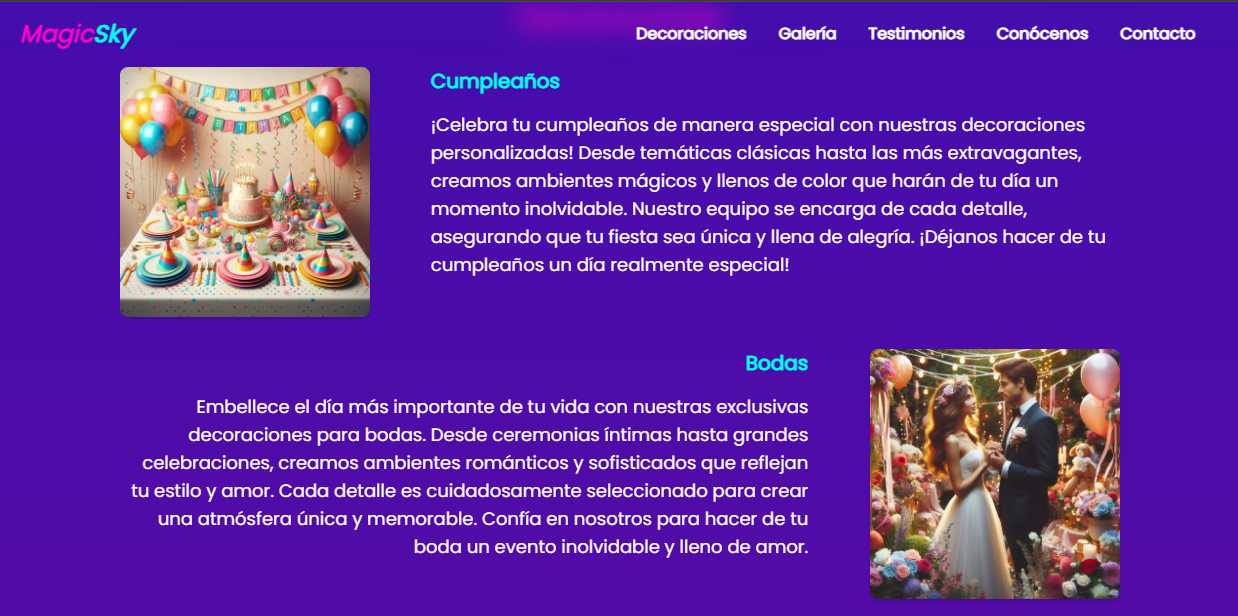 MagicSky
Decoraciones Galería Testimonios Conócenos Contacto
HAPPY
Cumpleaños
¡Celebra tu cumpleaños de manera especial con nuestras decoraciones
personalizadas! Desde temáticas clásicas hasta las más extravagantes,
creamos ambientes mágicos y llenos de color que harán de tu día un
momento inolvidable. Nuestro equipo se encarga de cada detalle,
asegurando que tu fiesta sea única y llena de alegría. ¡Déjanos hacer de tu
cumpleaños un día realmente especial!
Bodas
Embellece el día más importante de tu vida con nuestras exclusivas
decoraciones para bodas. Desde ceremonias íntimas hasta grandes
celebraciones, creamos ambientes románticos y sofisticados que reflejan
tu estilo y amor. Cada detalle es cuidadosamente seleccionado para crear
una atmósfera única y memorable. Confía en nosotros para hacer de tu
boda un evento inolvidable y lleno de amor.